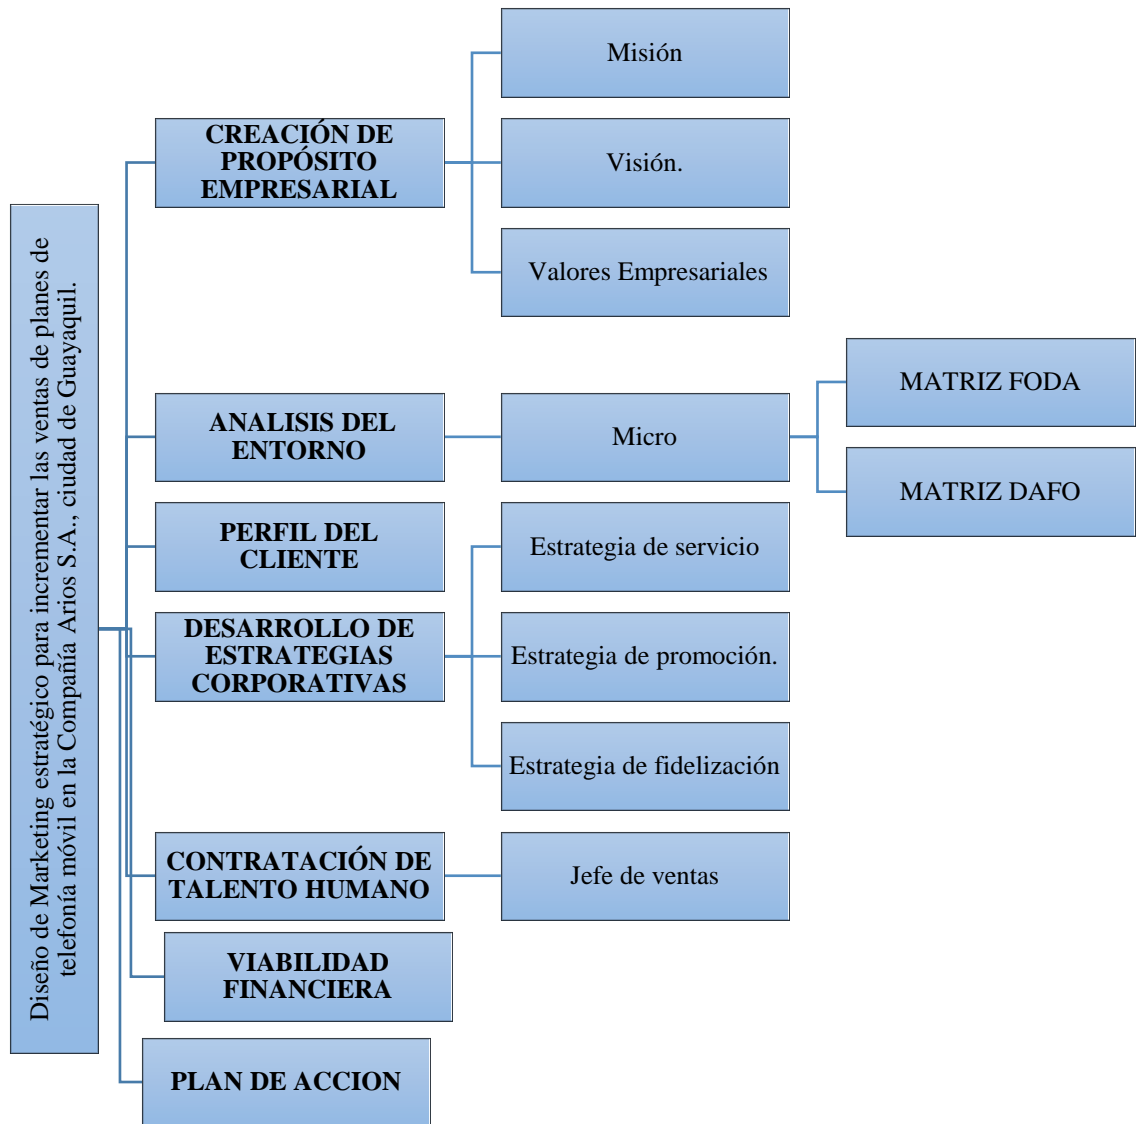 Diseño de Marketing estratégico para incrementar las ventas de planes de
telefonía móvil en la Compañía Arios S.A., ciudad de Guayaquil.
CREACIÓN DE
PROPÓSITO
EMPRESARIAL
Misión
Visión.
Valores Empresariales
ANALISIS DEL
ENTORNO
Micro
MATRIZ FODA
MATRIZ DAFO
PERFIL DEL
CLIENTE
DESARROLLO DE
ESTRATEGIAS
CORPORATIVAS
Estrategia de servicio
Estrategia de promoción.
Estrategia de fidelización
CONTRATACIÓN DE
TALENTO HUMANO
Jefe de ventas
VIABILIDAD
FINANCIERA
PLAN DE ACCION